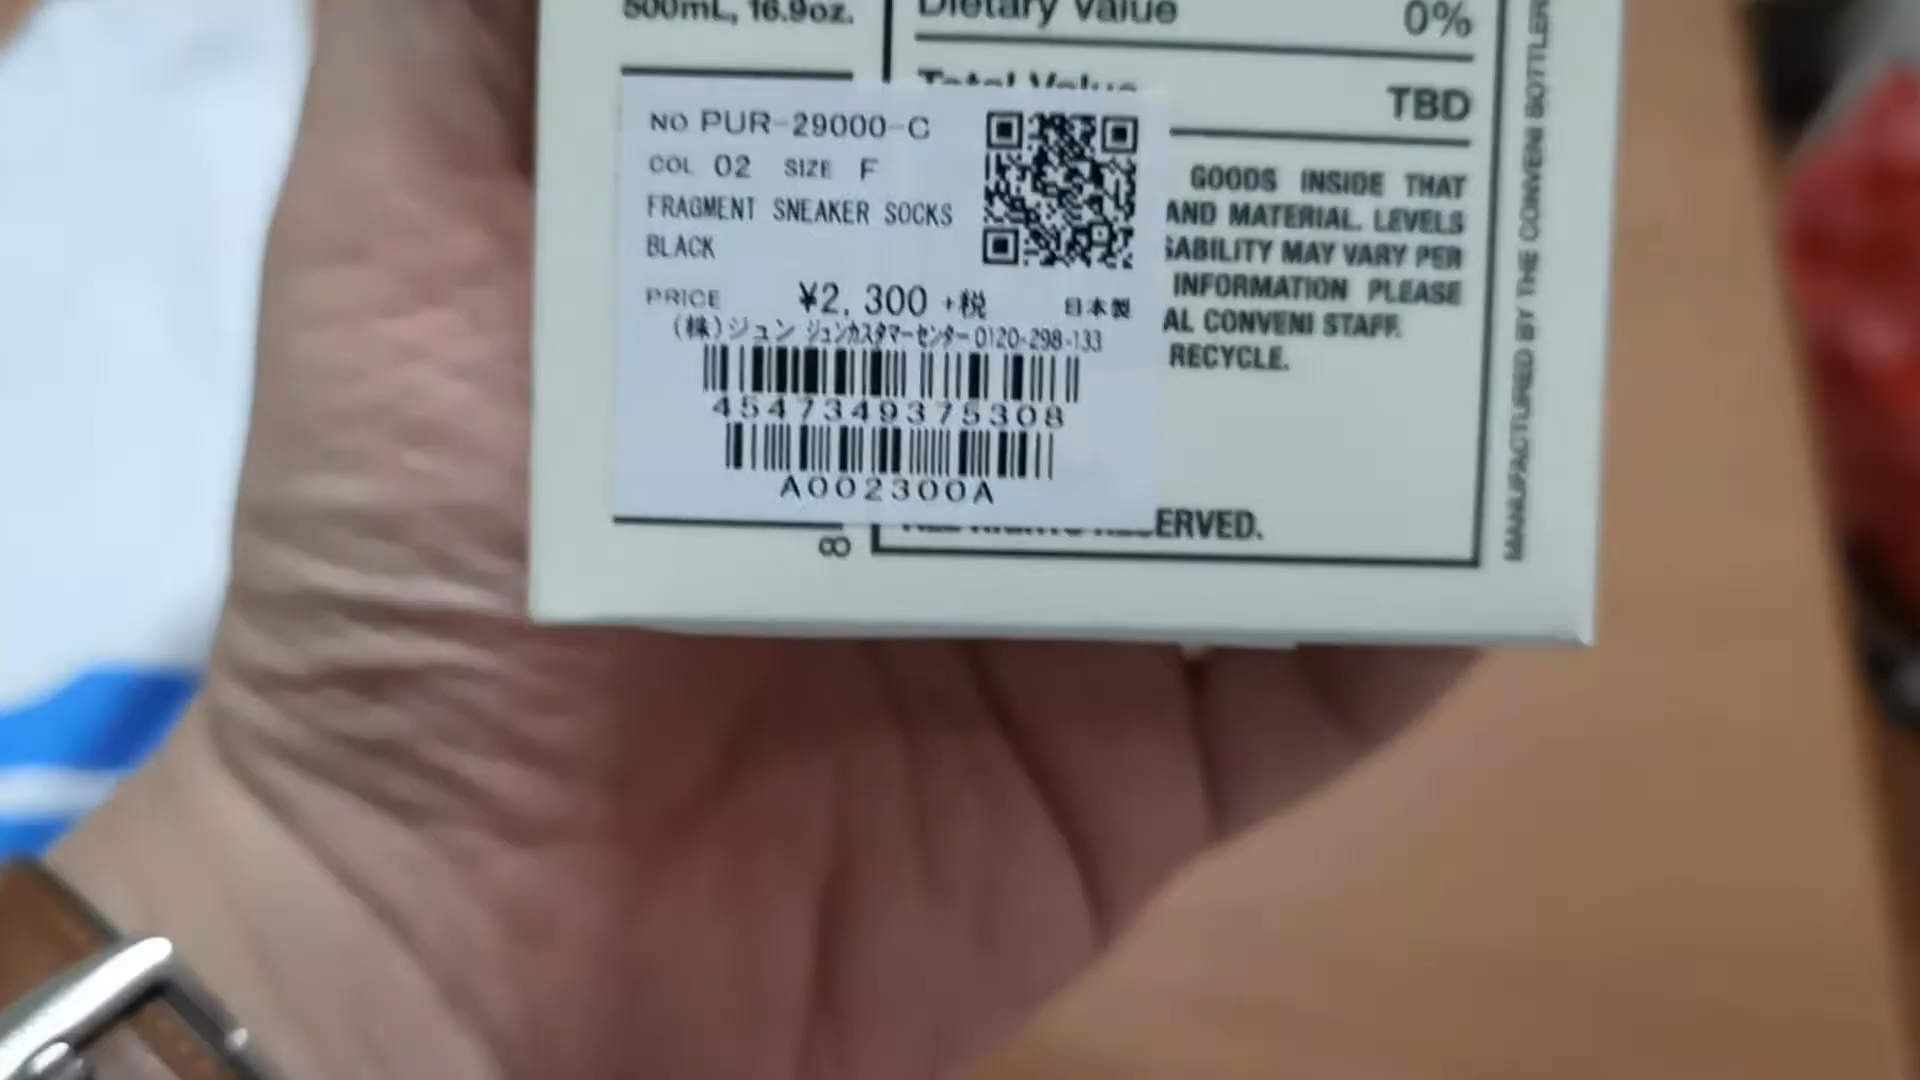 500mL, 16.9oz.
Dietary Value 0%
Total Value TBD
NO PUR-29000-C
COL 02 SIZE F
FRAGMENT SNEAKER SOCKS
BLACK
PRICE ¥2,300 +税 日本製
(株)ジュン ジュンカスタマーセンター 0120-298-133
4547349375308
A002300A
GOODS INSIDE THAT
AND MATERIAL. LEVELS
MAY VARY PER
INFORMATION PLEASE
CONVENI STAFF.
RECYCLE.
8
MANUFACTURED BY THE CONVENI BOTTLER